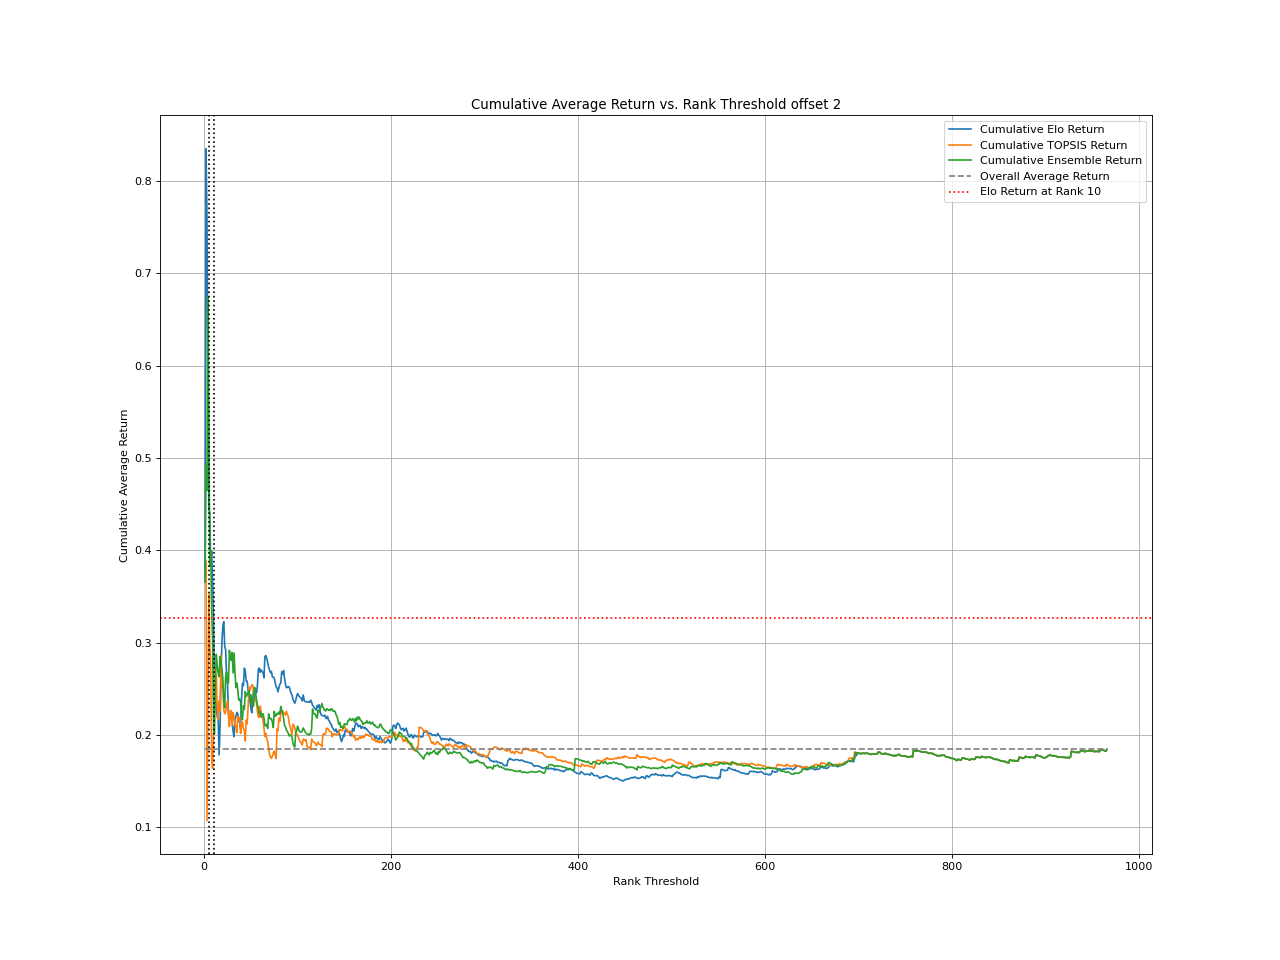 Cumulative Average Return vs. Rank Threshold offset 2
Cumulative Elo Return
Cumulative TOPSIS Return
Cumulative Ensemble Return
Overall Average Return
Elo Return at Rank 10
Cumulative Average Return
0.8
0.7
0.6
0.5
0.4
0.3
0.2
0.1
0 200 400 600 800 1000
Rank Threshold